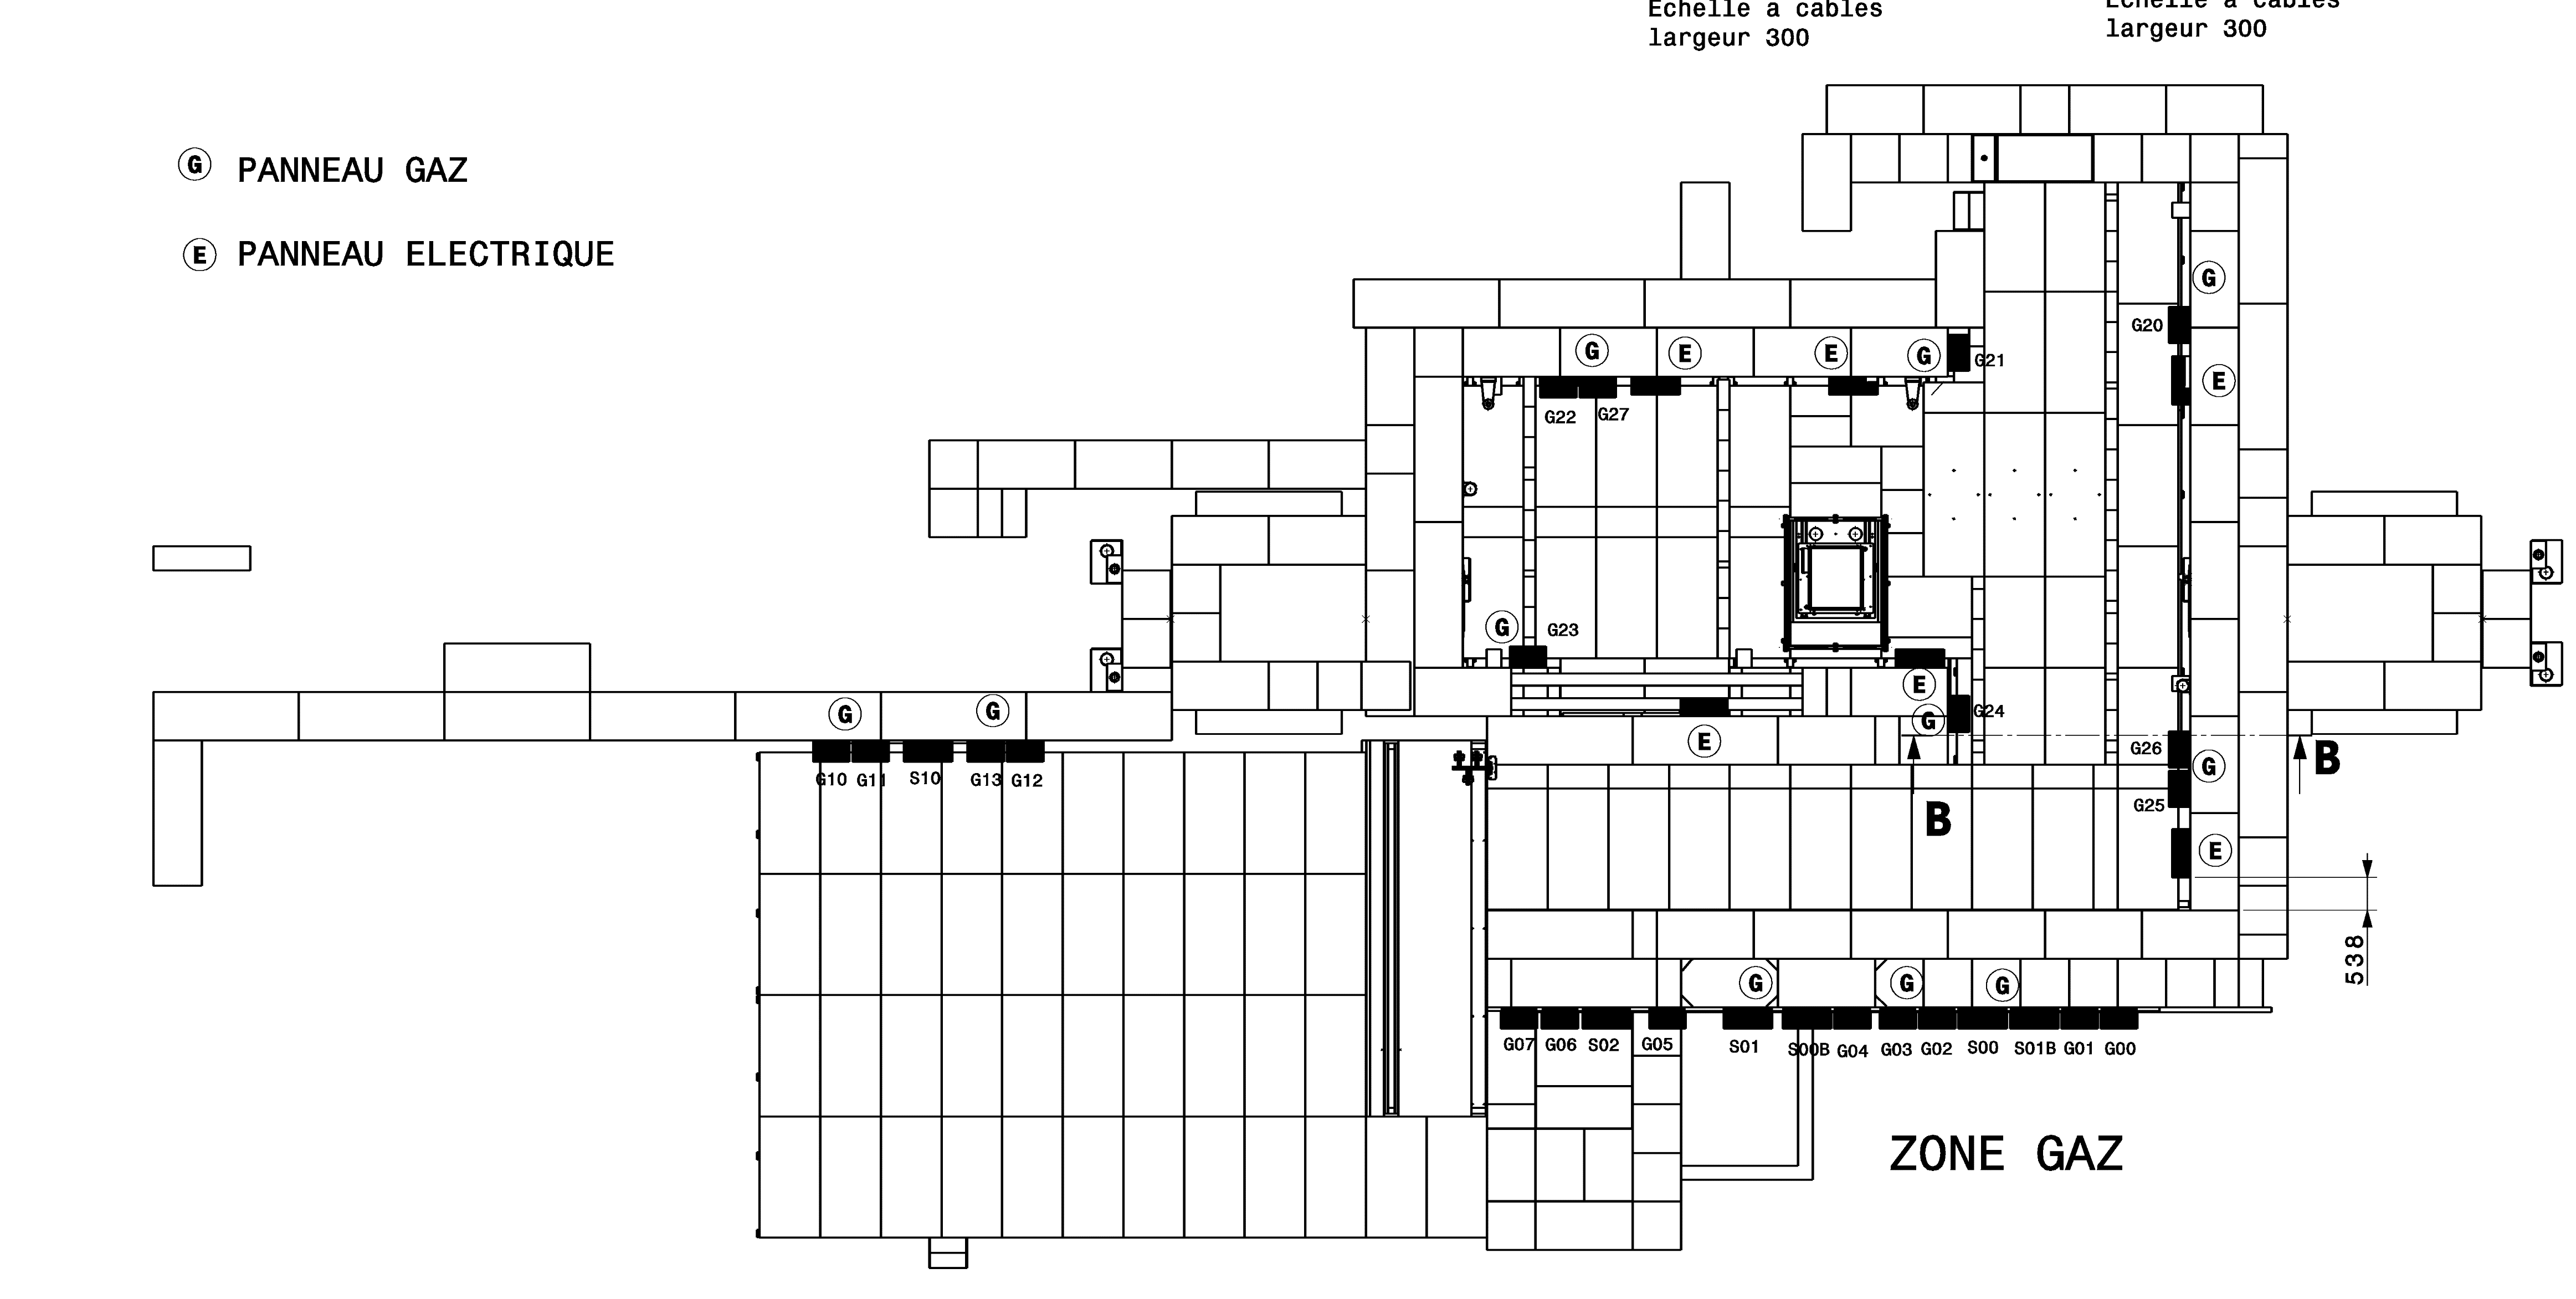 Echelle a cables
largeur 300
Echelle a cables
largeur 300
G PANNEAU GAZ
E PANNEAU ELECTRIQUE
G
G20
G
E
E
G
G21
E
G22
G27
G
G23
E
G
G
G
G24
E
G26
G
B
G10
G11
S10
G13
G12
G25
B
E
538
G
G
G
G07
G06
S02
G05
S01
S00B
G04
G03
G02
S00
S01B
G01
G00
ZONE GAZ